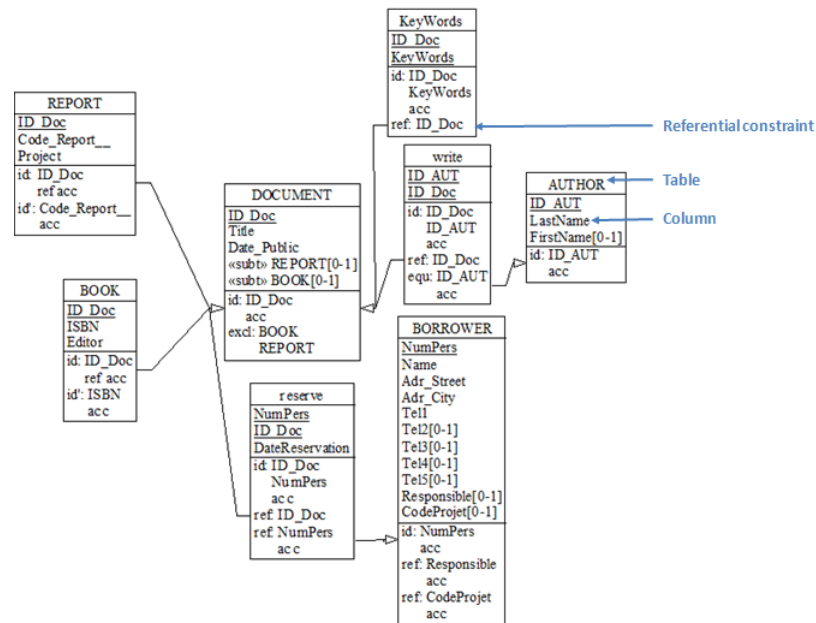 KeyWords
ID_Doc
KeyWords
id: ID_Doc
KeyWords
acc
ref: ID_Doc
Referential constraint
REPORT
ID_Doc
Code_Report__
Project
id: ID_Doc
ref acc
id': Code_Report__
acc
write
ID_AUT
ID_Doc
id: ID_Doc
ID_AUT
acc
ref: ID_Doc
equ: ID_AUT
acc
AUTHOR
ID_AUT
LastName
FirstName[0-1]
id: ID_AUT
acc
Table
Column
DOCUMENT
ID_Doc
Title
Date_Public
«subt» REPORT[0-1]
«subt» BOOK[0-1]
id: ID_Doc
acc
excl: BOOK
REPORT
BOOK
ID_Doc
ISBN
Editor
id: ID_Doc
ref acc
id': ISBN
acc
BORROWER
NumPers
Name
Adr_Street
Adr_City
Tel1
Tel2[0-1]
Tel3[0-1]
Tel4[0-1]
Tel5[0-1]
Responsible[0-1]
CodeProjet[0-1]
id: NumPers
acc
ref: Responsible
acc
ref: CodeProjet
acc
reserve
NumPers
ID_Doc
DateReservation
id: ID_Doc
NumPers
acc
ref: ID_Doc
ref: NumPers
acc